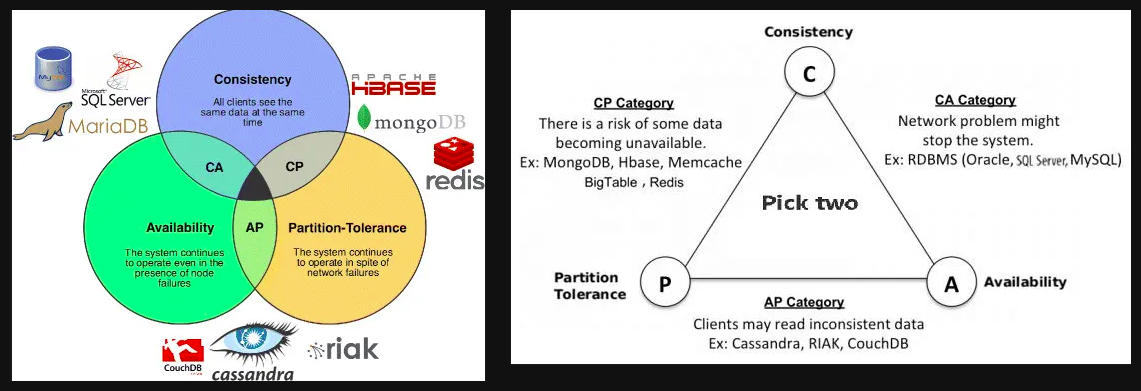 Consistency
All clients see the
same data at the same
time
MySQL
Microsoft
SQL Server
MariaDB
APACHE
HBASE
mongoDB
redis
CA
CP
AP
Availability
The system continues
to operate even in the
presence of node
failures
Partition-Tolerance
The system continues
to operate in spite of
network failures
CouchDB
cassandra
riak
Consistency
C
CP Category
There is a risk of some data
becoming unavailable.
Ex: MongoDB, Hbase, Memcache
BigTable , Redis
CA Category
Network problem might
stop the system.
Ex: RDBMS (Oracle, SQL Server, MySQL)
Pick two
Partition
Tolerance
P
A
Availability
AP Category
Clients may read inconsistent data
Ex: Cassandra, RIAK, CouchDB